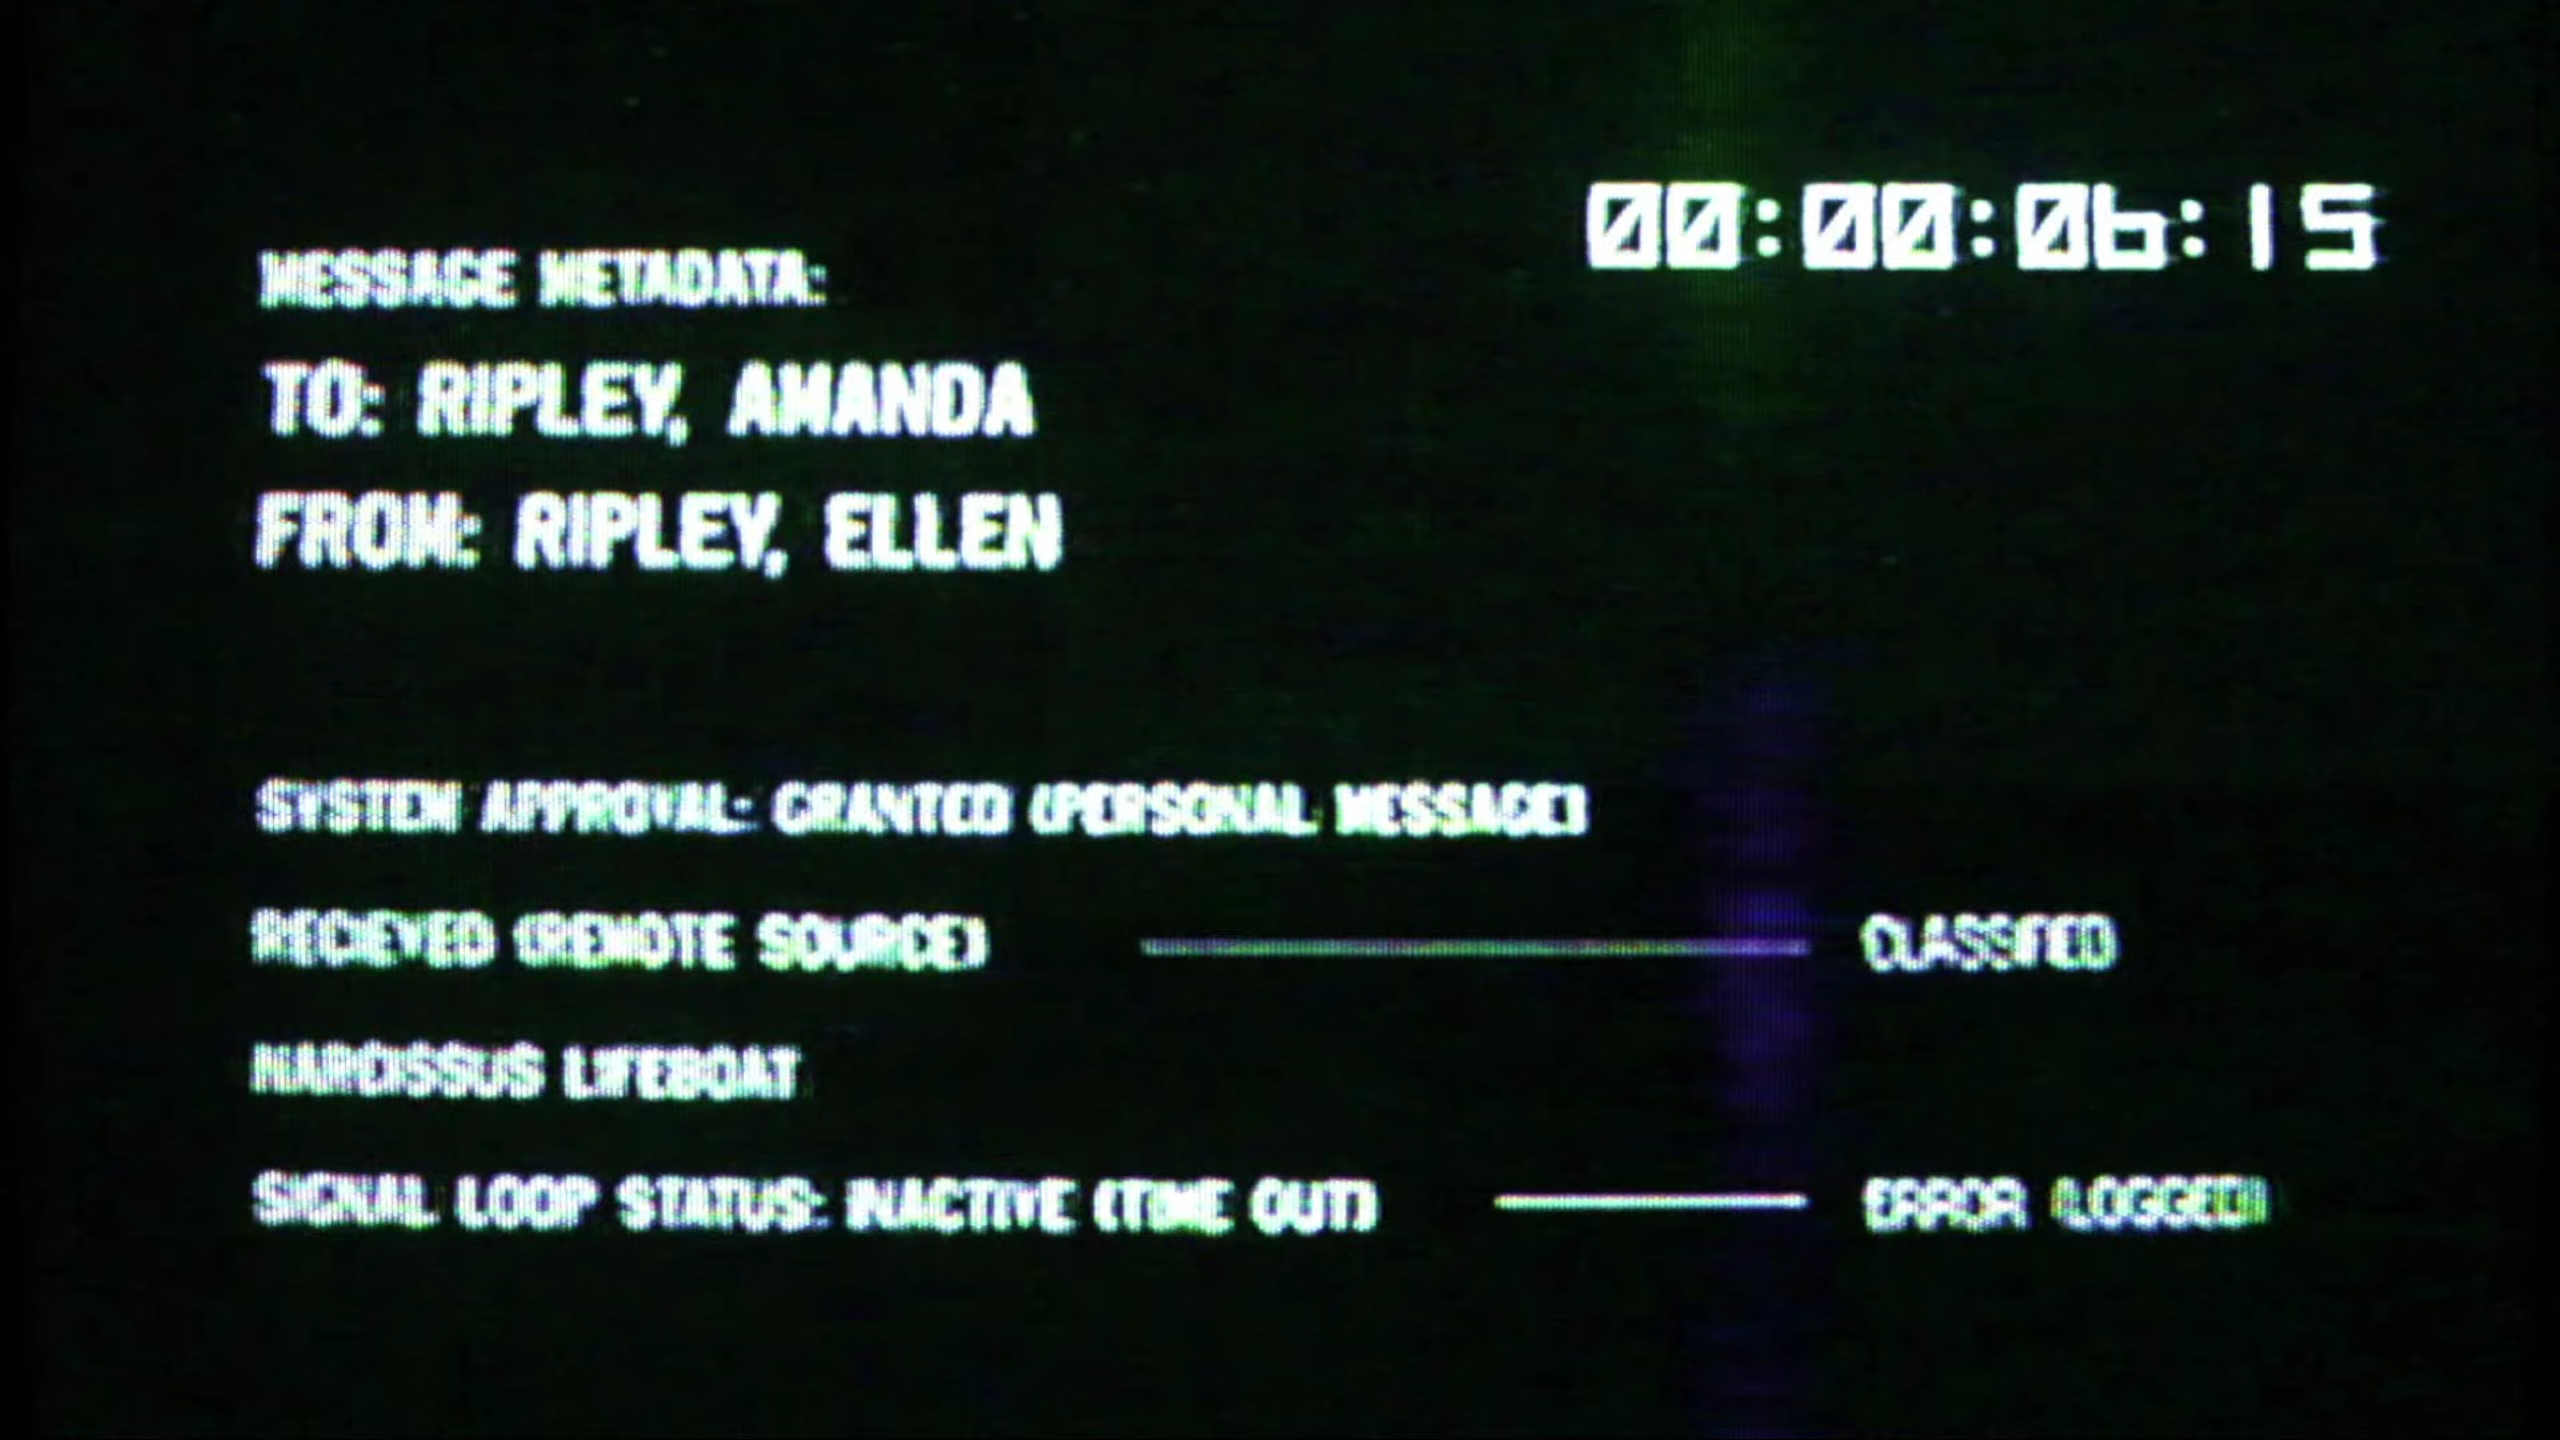 00:00:06:15
MESSAGE METADATA:
TO: RIPLEY, AMANDA
FROM: RIPLEY, ELLEN
SYSTEM APPROVAL: GRANTED (PERSONAL MESSAGE)
RECIEVED (REMOTE SOURCE) CLASSIFIED
NARCISSUS LIFEBOAT
SIGNAL LOOP STATUS: INACTIVE (TIME OUT) ERROR (LOGGED)